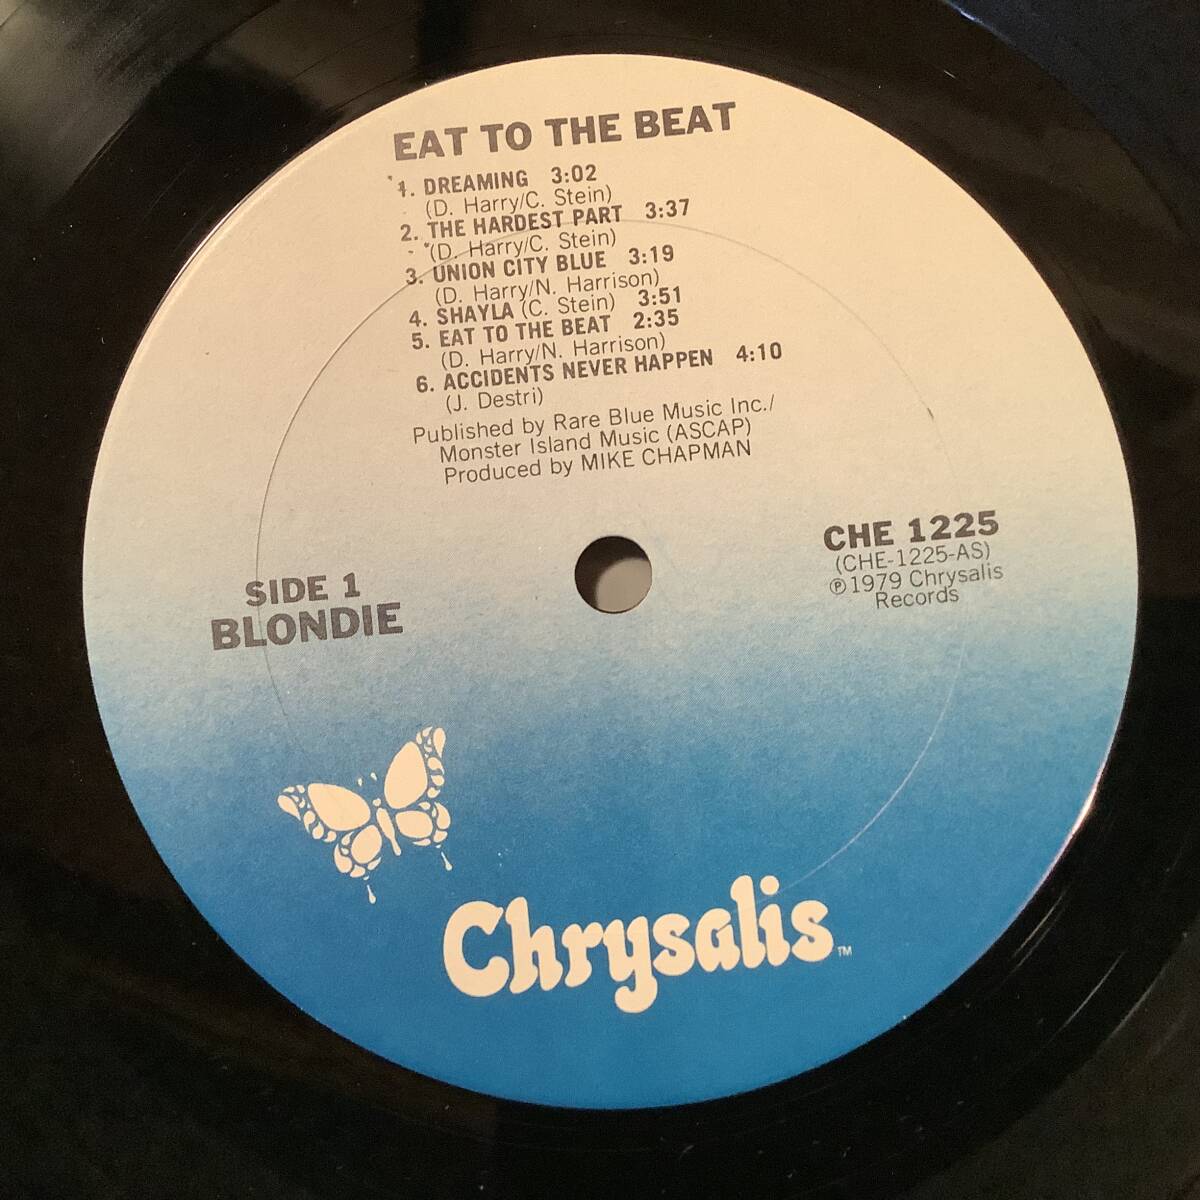 EAT TO THE BEAT
1. DREAMING 3:02
(D. Harry/C. Stein)
2. THE HARDEST PART 3:37
(D. Harry/C. Stein)
3. UNION CITY BLUE 3:19
(D. Harry/N. Harrison)
4. SHAYLA (C. Stein) 3:51
5. EAT TO THE BEAT 2:35
(D. Harry/N. Harrison)
6. ACCIDENTS NEVER HAPPEN 4:10
(J. Destri)
Published by Rare Blue Music Inc./
Monster Island Music (ASCAP)
Produced by MIKE CHAPMAN
CHE 1225
(CHE-1225-AS)
℗1979 Chrysalis
Records
SIDE 1
BLONDIE
Chrysalis™